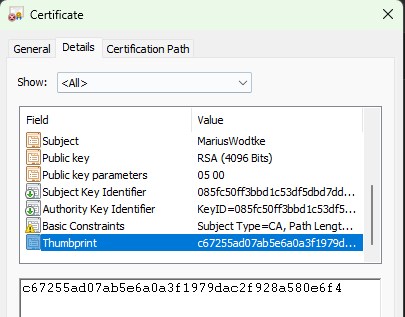 Certificate
General Details Certification Path
Show: <All>
Field Value
Subject MariusWodtke
Public key RSA (4096 Bits)
Public key parameters 05 00
Subject Key Identifier 085fc50ff3bbd1c53df5dbd7dd...
Authority Key Identifier KeyID=085fc50ff3bbd1c53df5...
Basic Constraints Subject Type=CA, Path Lengt...
Thumbprint c67255ad07ab5e6a0a3f1979d...
c67255ad07ab5e6a0a3f1979dac2f928a580e6f4